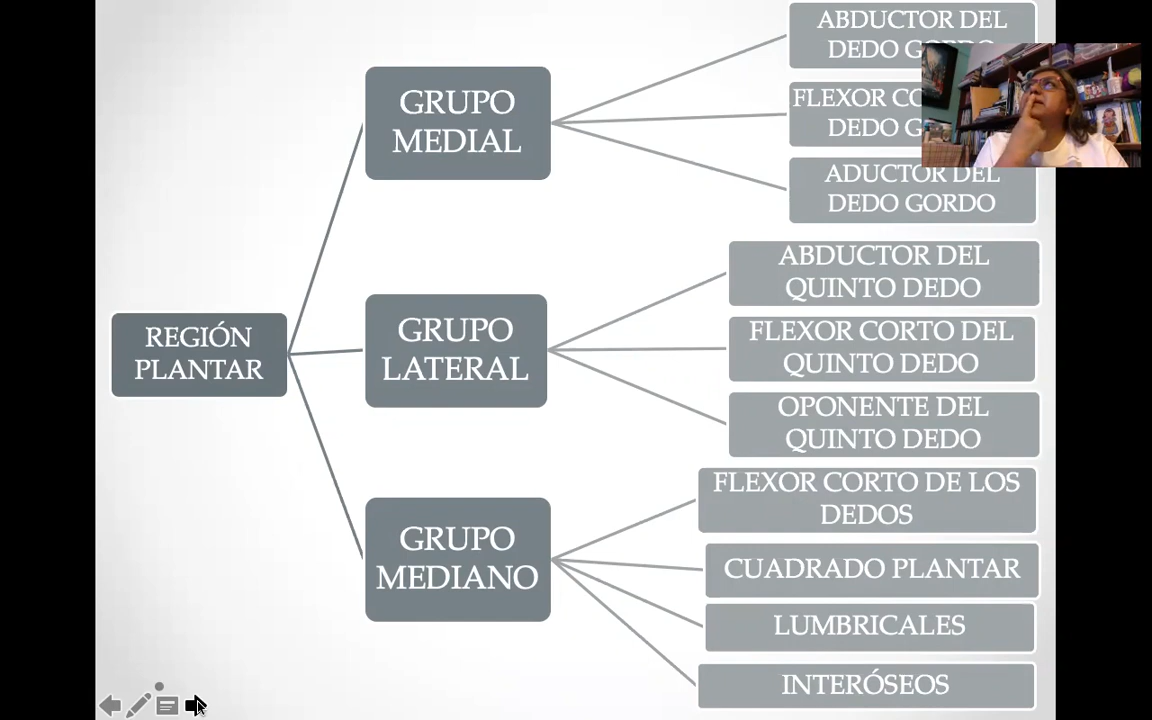 ABDUCTOR DEL
DEDO
GRUPO
MEDIAL
FLEXOR
DEDO
ADUCTOR DEL
DEDO GORDO
REGIÓN
PLANTAR
GRUPO
LATERAL
ABDUCTOR DEL
QUINTO DEDO
FLEXOR CORTO DEL
QUINTO DEDO
OPONENTE DEL
QUINTO DEDO
GRUPO
MEDIANO
FLEXOR CORTO DE LOS
DEDOS
CUADRADO PLANTAR
LUMBRICALES
INTERÓSEOS